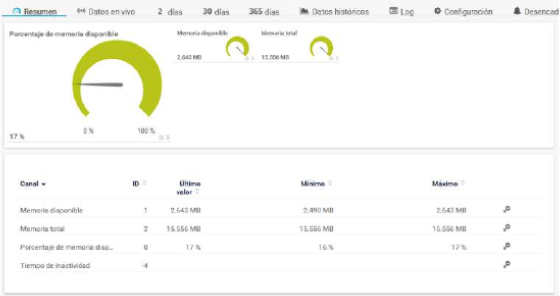 Resumen
Datos en vivo
2 días
30 días
365 días
Datos históricos
Log
Configuración
Desencad
Porcentaje de memoria disponible
17 %
0 %
100 %
Memoria disponible
2.643 MB
Memoria total
15.556 MB
Canal ID Último valor Mínimo Máximo
Memoria disponible 1 2.643 MB 2.490 MB 2.643 MB
Memoria total 2 15.556 MB 15.556 MB 15.556 MB
Porcentaje de memoria disp... 0 17 % 16 % 17 %
Tiempo de inactividad -4